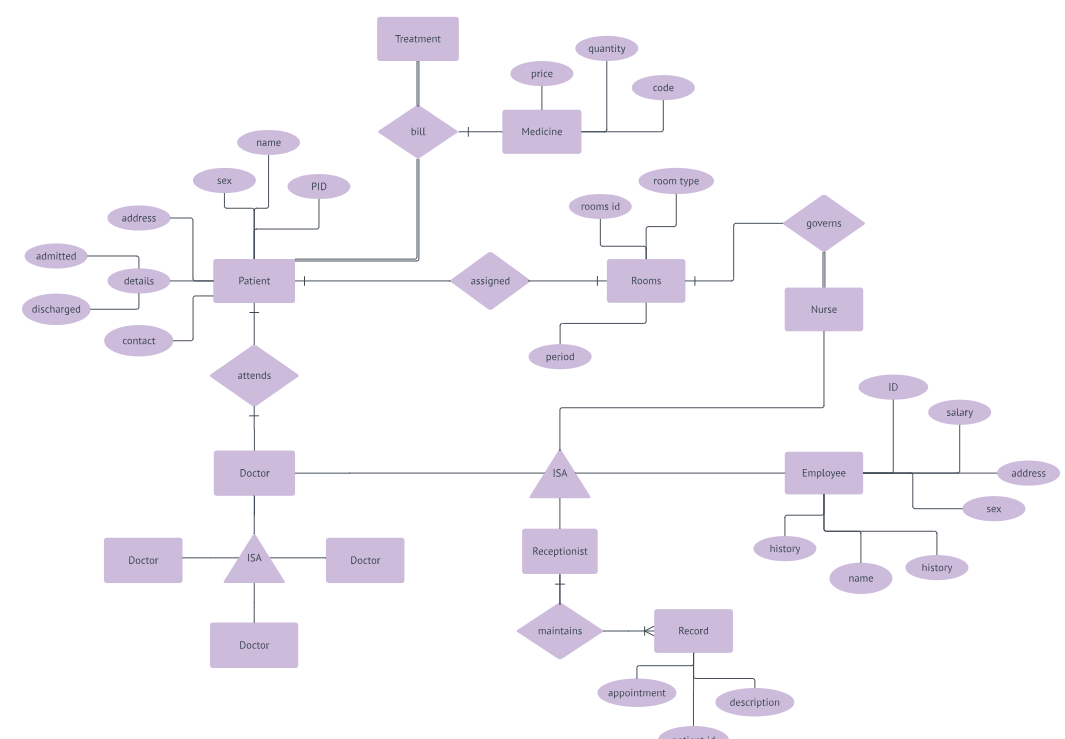 Treatment
quantity
price
code
bill
Medicine
name
sex
PID
room type
rooms id
address
governs
admitted
details
Patient
assigned
Rooms
discharged
Nurse
contact
period
attends
ID
salary
Doctor
ISA
Employee
address
sex
history
Receptionist
Doctor
ISA
Doctor
history
name
maintains
Record
Doctor
appointment
description
patient id